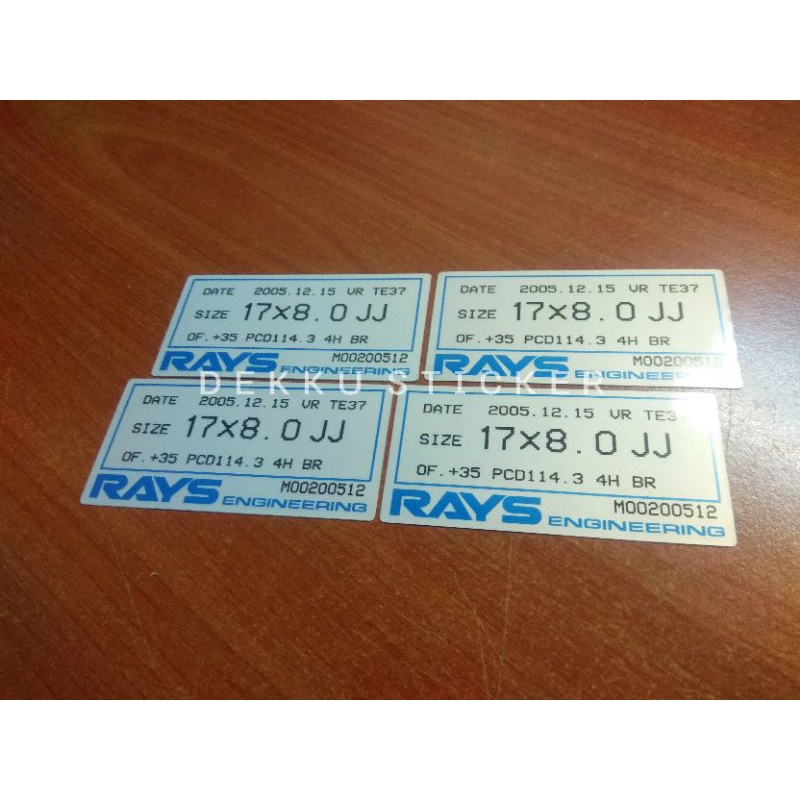 DATE 2005.12.15 VR TE37
SIZE 17X8.0 JJ
OF.+35 PCD114.3 4H BR
M00200512
RAYS ENGINEERING
DATE 2005.12.15 VR TE37
SIZE 17X8.0 JJ
OF.+35 PCD114.3 4H BR
M00200512
RAYS ENGINEERING
DEKKU STICKER
DATE 2005.12.15 VR TE37
SIZE 17X8.0 JJ
OF.+35 PCD114.3 4H BR
M00200512
RAYS ENGINEERING
DATE 2005.12.15 VR TE37
SIZE 17X8.0 JJ
OF.+35 PCD114.3 4H BR
M00200512
RAYS ENGINEERING